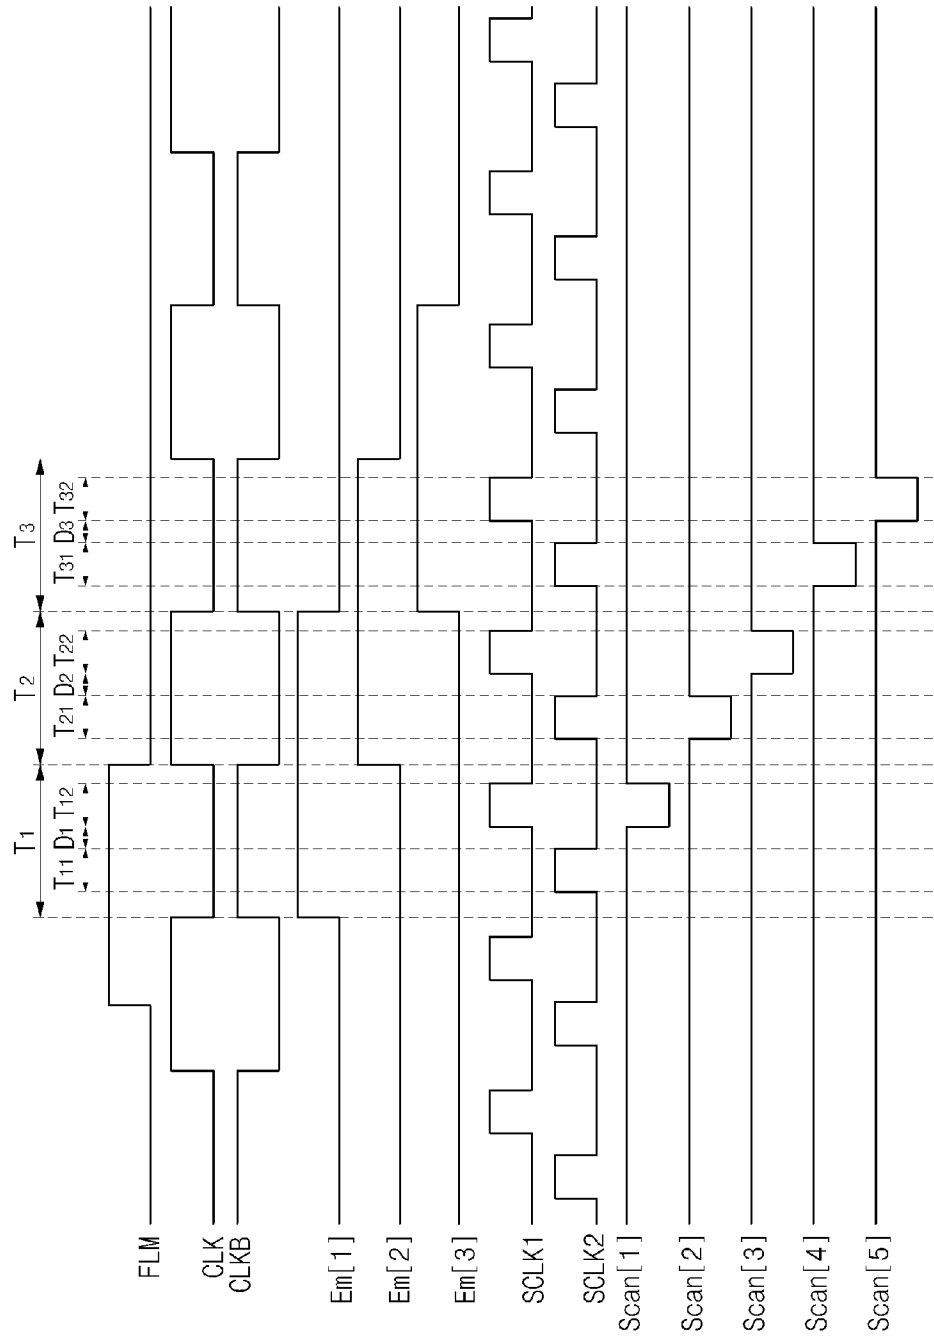 T1 T2 T3
T11 D1 T12 T21 D2 T22 T31 D3 T32
FLM
CLK
CLKB
Em[1]
Em[2]
Em[3]
SCLK1
SCLK2
Scan[1]
Scan[2]
Scan[3]
Scan[4]
Scan[5]